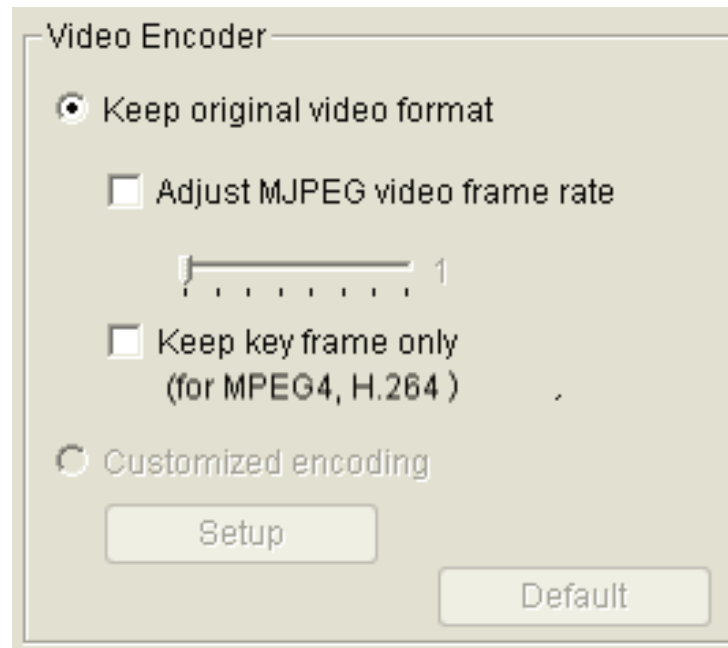 Video Encoder
Keep original video format
Adjust MJPEG video frame rate
1
Keep key frame only
(for MPEG4, H.264 )
Customized encoding
Setup
Default